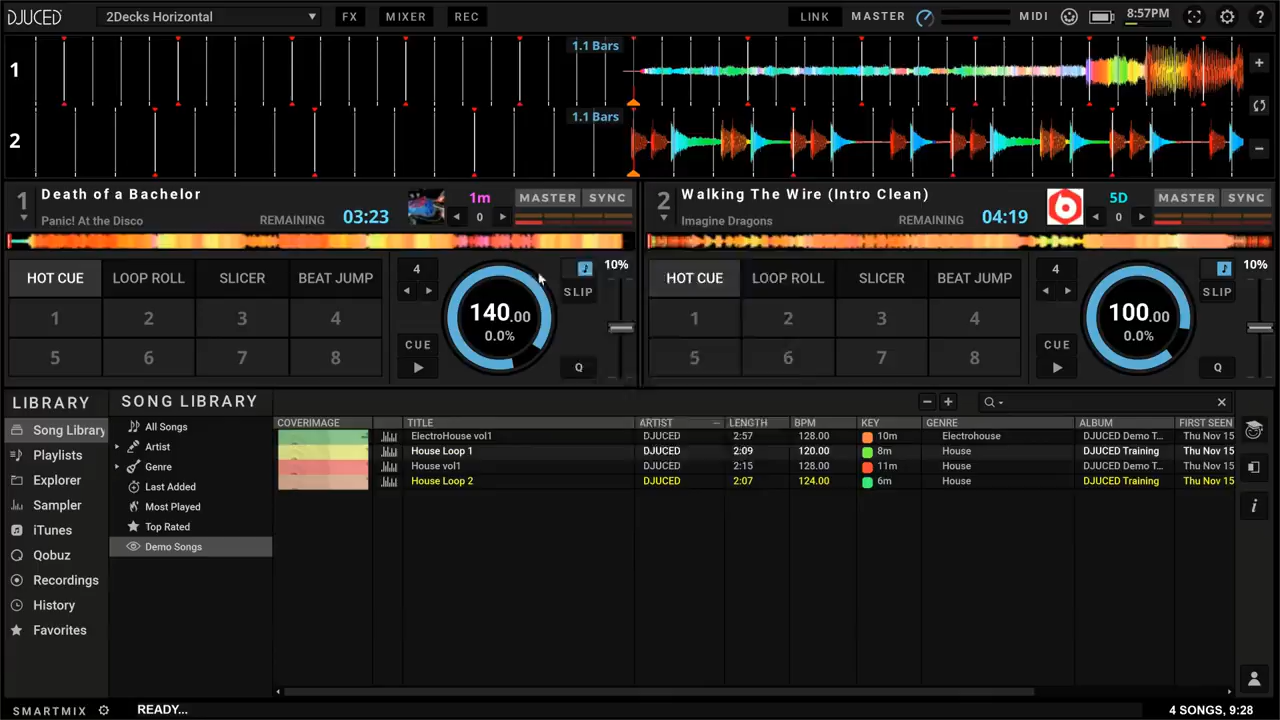 DJUCED 2Decks Horizontal FX MIXER REC LINK MASTER MIDI 8:57PM ?
1 1.1 Bars +
2 1.1 Bars −
1 Death of a Bachelor 1m MASTER SYNC
Panic! At the Disco REMAINING 03:23 0
2 Walking The Wire (Intro Clean) 5D MASTER SYNC
Imagine Dragons REMAINING 04:19 0
HOT CUE LOOP ROLL SLICER BEAT JUMP 4 10%
SLIP
1 2 3 4 140.00
0.0%
CUE
5 6 7 8 Q
HOT CUE LOOP ROLL SLICER BEAT JUMP 4 10%
SLIP
1 2 3 4 100.00
0.0%
CUE
5 6 7 8 Q
LIBRARY
Song Library
Playlists
Explorer
Sampler
iTunes
Qobuz
Recordings
History
Favorites
SONG LIBRARY
All Songs
Artist
Genre
Last Added
Most Played
Top Rated
Demo Songs
COVERIMAGE TITLE ARTIST LENGTH BPM KEY GENRE ALBUM FIRST SEEN
ElectroHouse vol1 DJUCED 2:57 128.00 10m Electrohouse DJUCED Demo T... Thu Nov 15
House Loop 1 DJUCED 2:09 120.00 8m House DJUCED Training Thu Nov 15
House vol1 DJUCED 2:15 128.00 11m House DJUCED Demo T... Thu Nov 15
House Loop 2 DJUCED 2:07 124.00 6m House DJUCED Training Thu Nov 15
SMARTMIX READY... 4 SONGS, 9:28